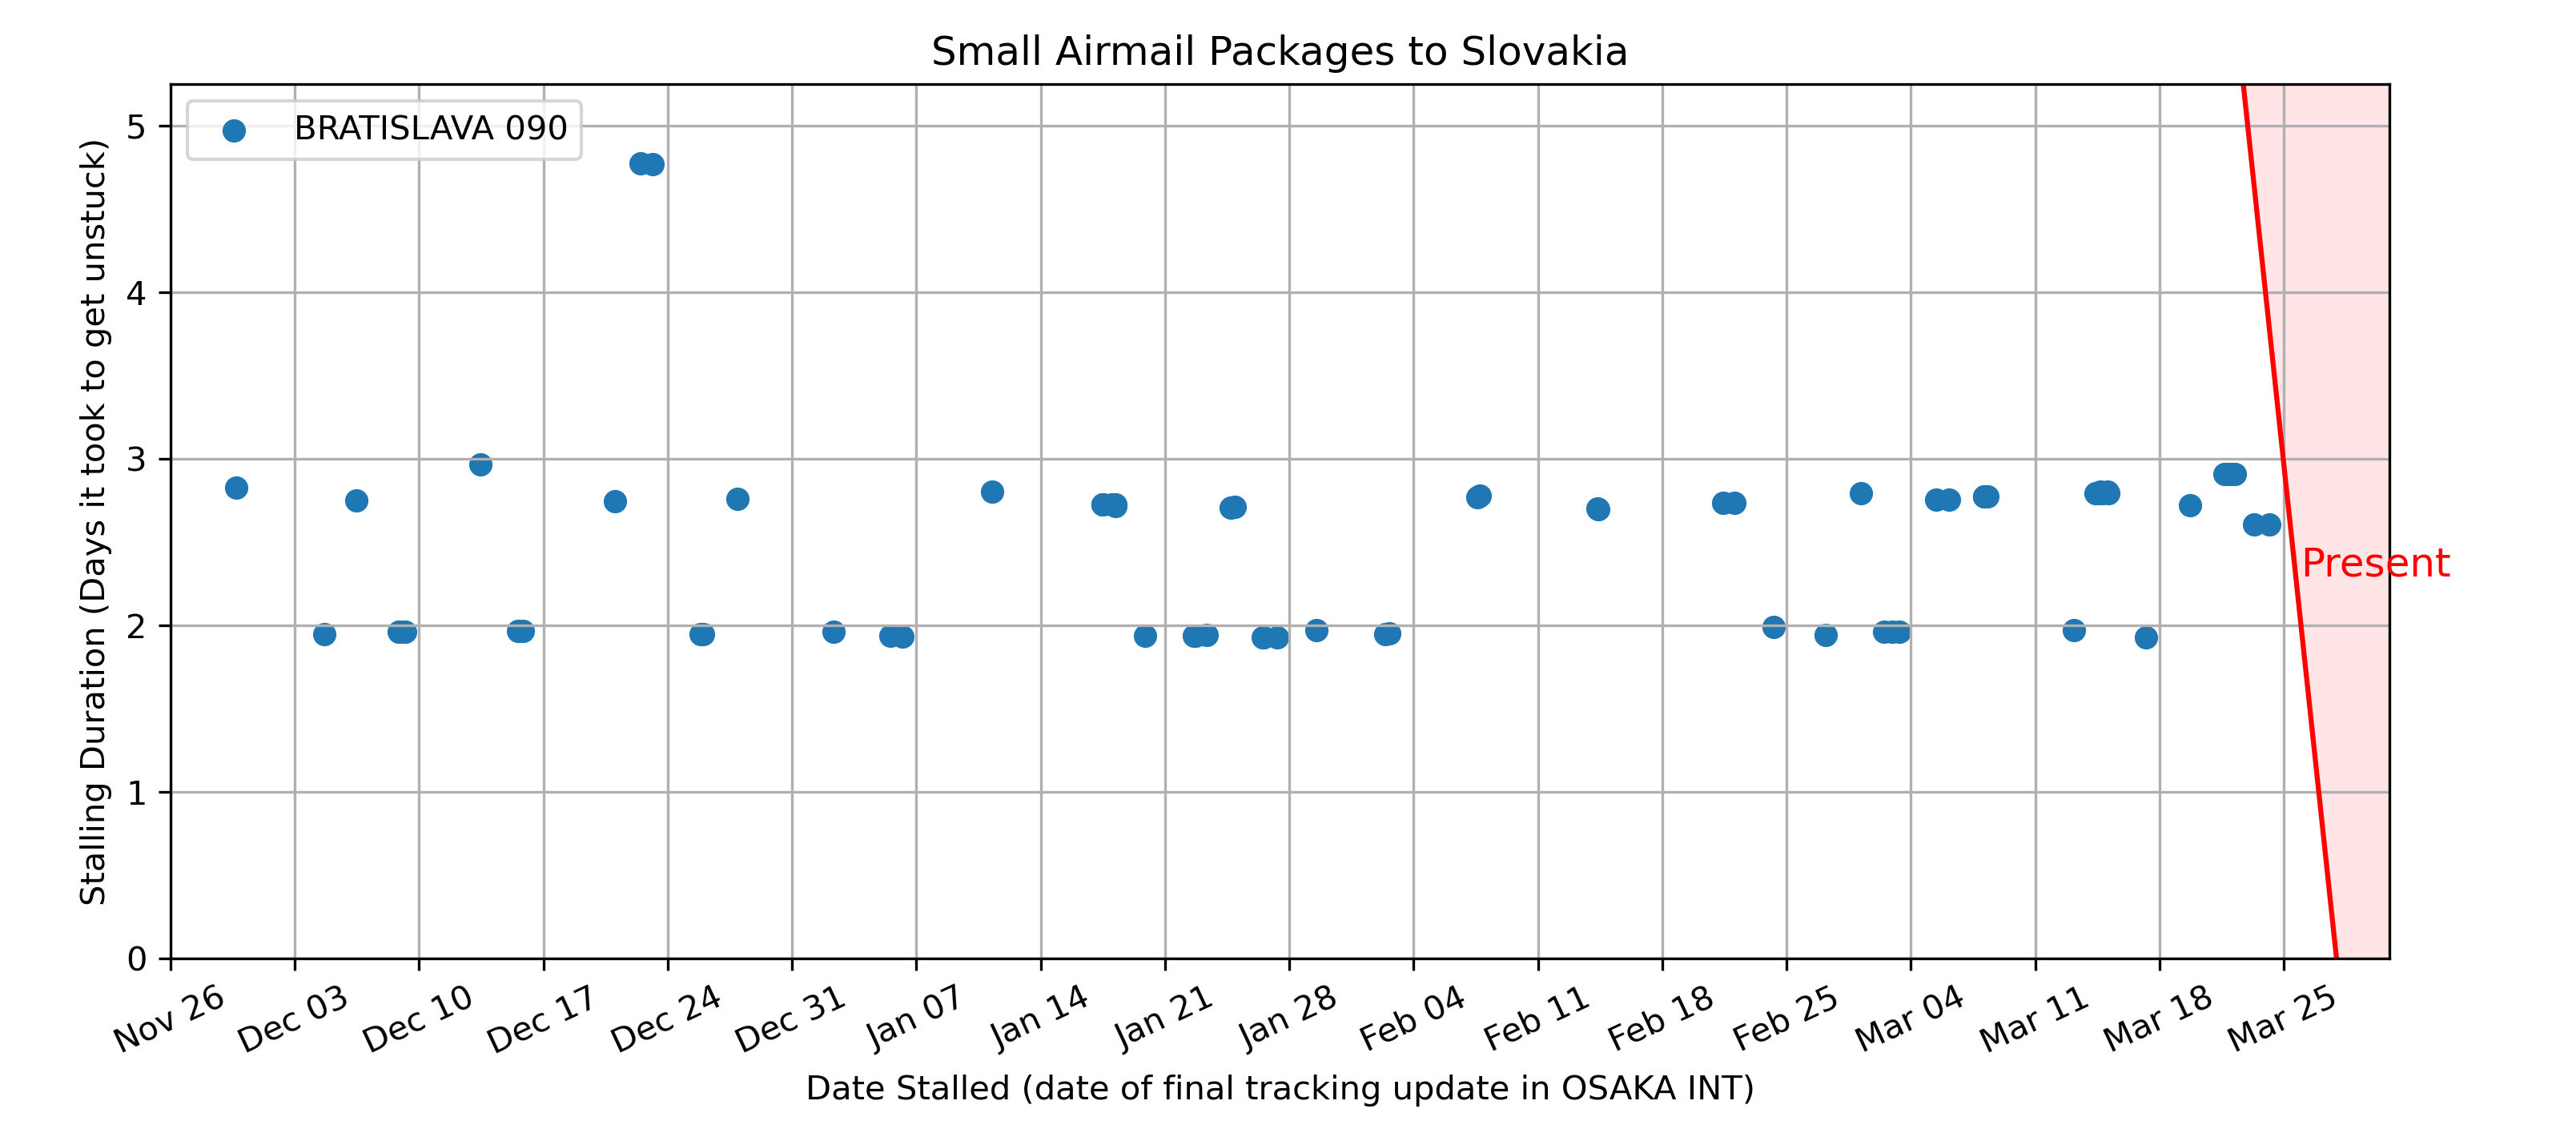 Small Airmail Packages to Slovakia
BRATISLAVA 090
Stalling Duration (Days it took to get unstuck)
5
4
3
2
1
0
Present
Nov 26
Dec 03
Dec 10
Dec 17
Dec 24
Dec 31
Jan 07
Jan 14
Jan 21
Jan 28
Feb 04
Feb 11
Feb 18
Feb 25
Mar 04
Mar 11
Mar 18
Mar 25
Date Stalled (date of final tracking update in OSAKA INT)